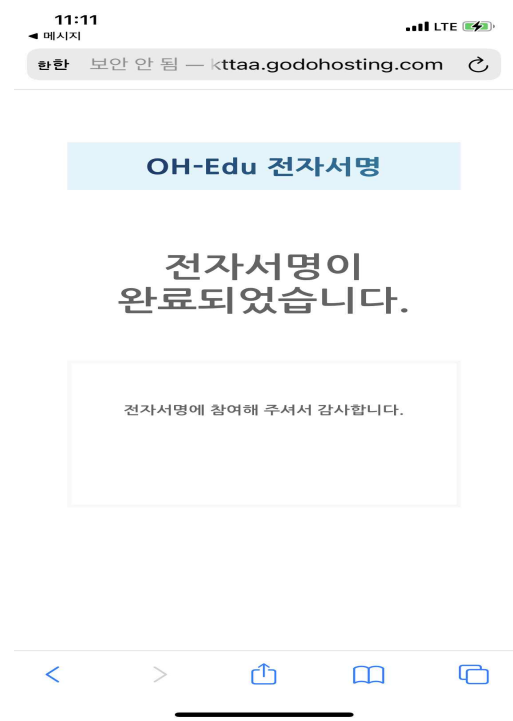 11:11
LTE
◀ 메시지
한한 보안 안 됨 — kttaa.godohosting.com
OH-Edu 전자서명
전자서명이
완료되었습니다.
전자서명에 참여해 주셔서 감사합니다.